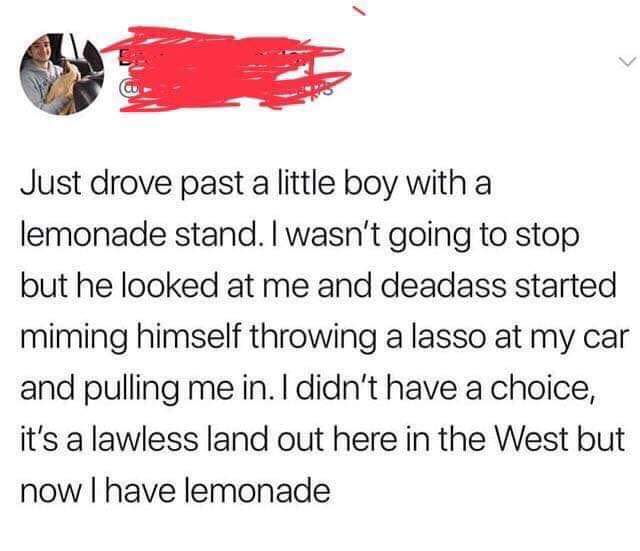 Just drove past a little boy with a
lemonade stand. I wasn't going to stop
but he looked at me and deadass started
miming himself throwing a lasso at my car
and pulling me in. I didn't have a choice,
it's a lawless land out here in the West but
now I have lemonade